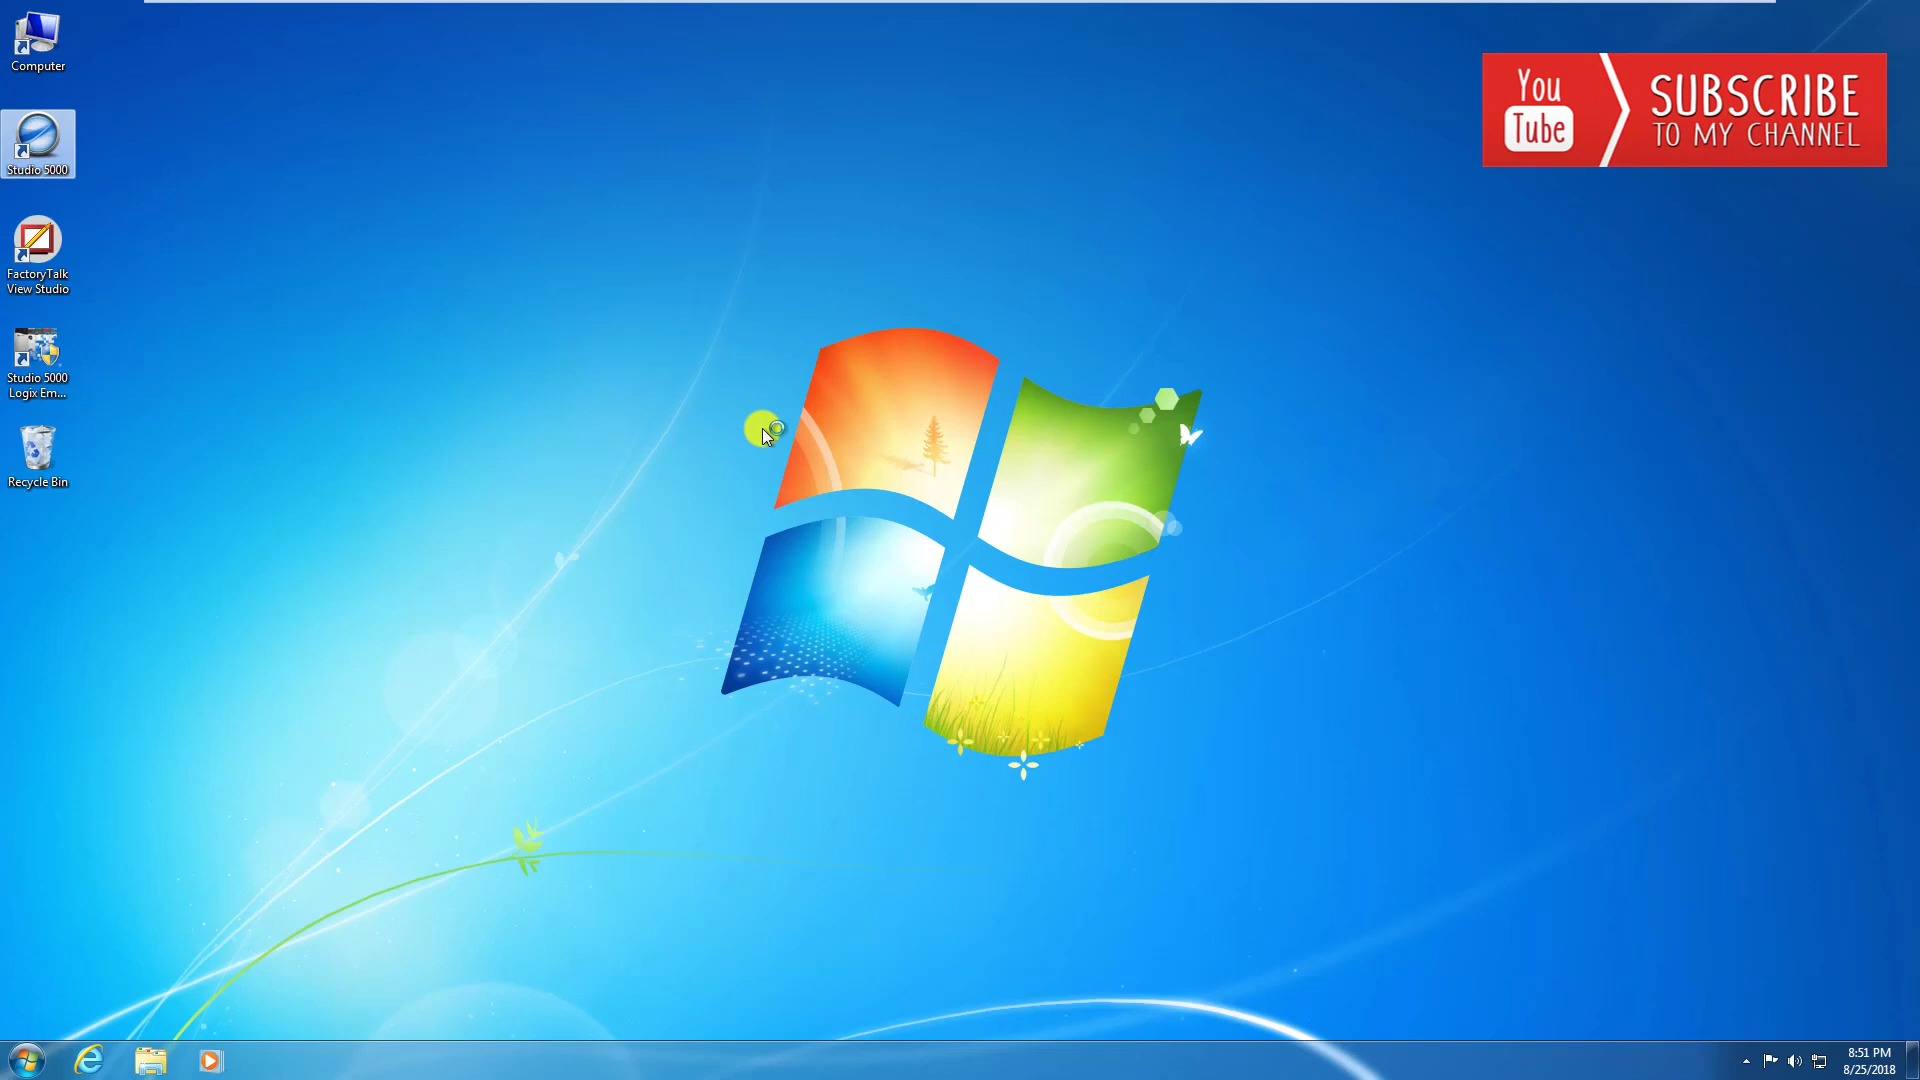 Computer
You
Tube
SUBSCRIBE
TO MY CHANNEL
Studio 5000
FactoryTalk
View Studio
Studio 5000
Logix Em...
Recycle Bin
8:51 PM
8/25/2018